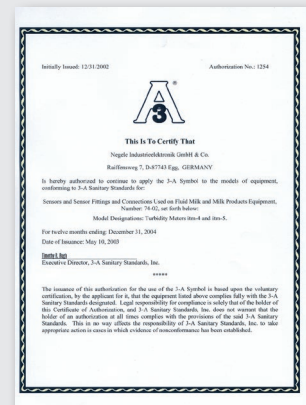 Initially Issued: 12/31/2002 Authorization No.: 1254
A
3
®
This Is To Certify That
Negele Industrieelektronik GmbH & Co.
Raiffeisenweg 7, D-87743 Egg, GERMANY
Is hereby authorized to continue to apply the 3-A Symbol to the models of equipment,
conforming to 3-A Sanitary Standards for:
Sensors and Sensor Fittings and Connections Used on Fluid Milk and Milk Products Equipment,
Number: 74-02, set forth below:
Model Designations: Turbidity Meters itm-4 and itm-S.
For twelve months ending: December 31, 2004
Date of Issuance: May 10, 2003
Timothy R. Rugh
Executive Director, 3-A Sanitary Standards, Inc.
*****
The issuance of this authorization for the use of the 3-A Symbol is based upon the voluntary
certification, by the applicant for it, that the equipment listed above complies fully with the 3-A
Sanitary Standards designated. Legal responsibility for compliance is solely that of the holder of
this Certificate of Authorization, and 3-A Sanitary Standards, Inc. does not warrant that the
holder of an authorization at all times complies with the provisions of the said 3-A Sanitary
Standards. This in no way affects the responsibility of 3-A Sanitary Standards, Inc. to take
appropriate action in cases in which evidence of nonconformance has been established.